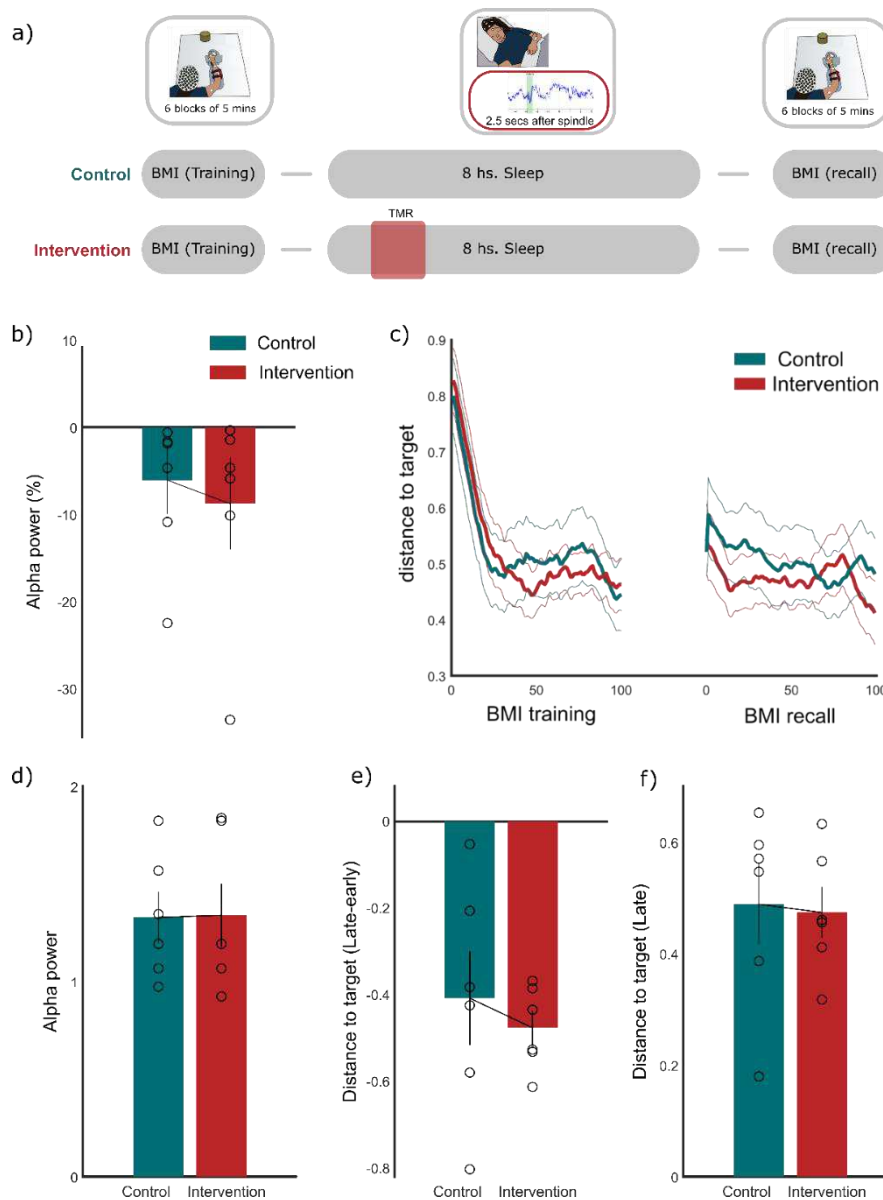 a)
6 blocks of 5 mins
2.5 secs after spindle
6 blocks of 5 mins
Control
BMI (Training)
8 hs. Sleep
BMI (recall)
TMR
Intervention
BMI (Training)
8 hs. Sleep
BMI (recall)
b)
Control
Intervention
Alpha power (%)
10
0
-10
-20
-30
c)
Control
Intervention
distance to target
0.9
0.8
0.7
0.6
0.5
0.4
0.3
0
50
100
0
50
100
BMI training
BMI recall
d)
Alpha power
2
1
0
Control
Intervention
e)
Distance to target (Late-early)
0
-0.2
-0.4
-0.6
-0.8
Control
Intervention
f)
Distance to target (Late)
0.6
0.4
0.2
0
Control
Intervention